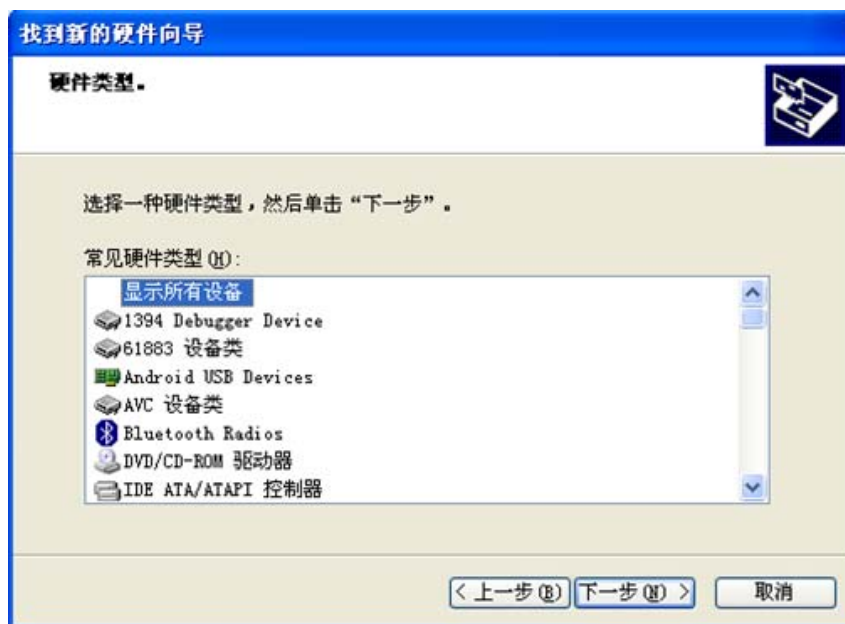 找到新的硬件向导
硬件类型。
选择一种硬件类型，然后单击“下一步”。
常见硬件类型(H):
显示所有设备
1394 Debugger Device
61883 设备类
Android USB Devices
AVC 设备类
Bluetooth Radios
DVD/CD-ROM 驱动器
IDE ATA/ATAPI 控制器
< 上一步(B) 下一步(N) > 取消